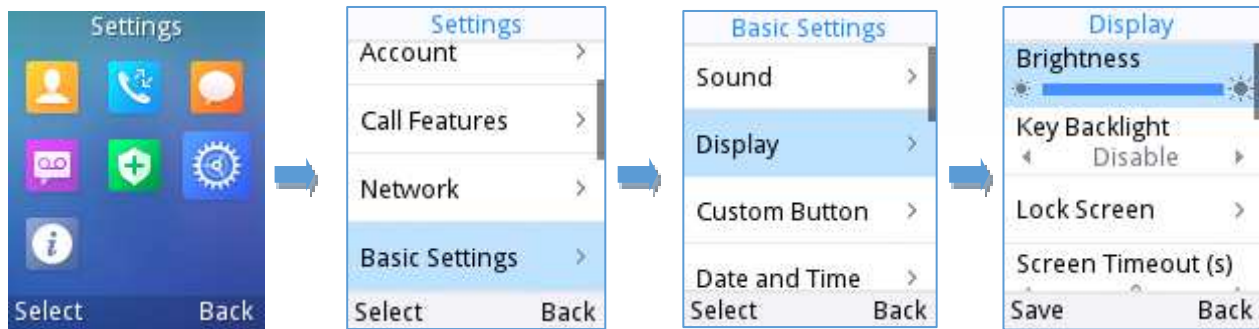 Settings
Select Back
Settings
Account
Call Features
Network
Basic Settings
Select Back
Basic Settings
Sound
Display
Custom Button
Date and Time
Select Back
Display
Brightness
Key Backlight
Disable
Lock Screen
Screen Timeout (s)
Save Back